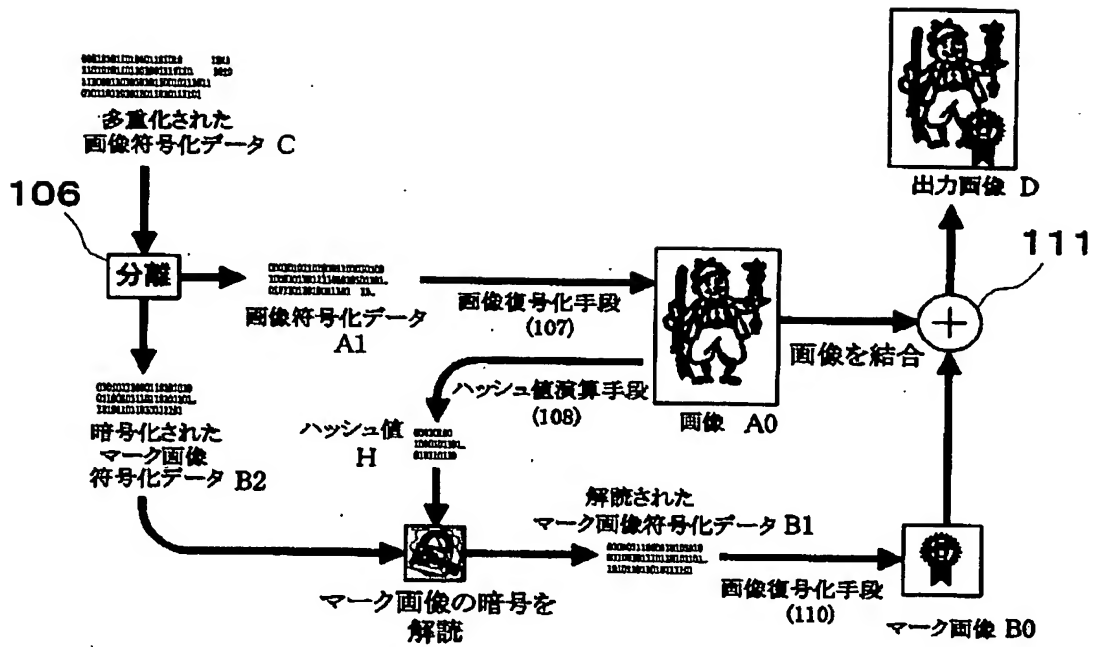 多重化された
画像符号化データ C
106
分離
画像符号化データ
A1
画像復号化手段
(107)
ハッシュ値演算手段
(108)
画像 A0
画像を結合
111
出力画像 D
暗号化された
マーク画像
符号化データ B2
ハッシュ値
H
マーク画像の暗号を
解読
解読された
マーク画像符号化データ B1
画像復号化手段
(110)
マーク画像 B0